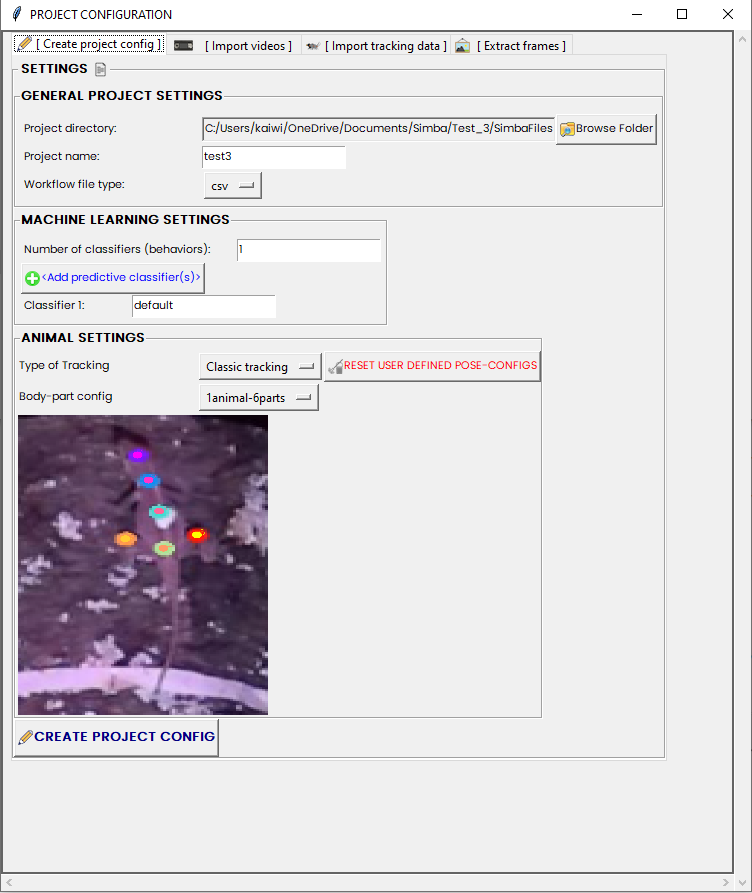 PROJECT CONFIGURATION
[ Create project config ] [ Import videos ] [ Import tracking data ] [ Extract frames ]
SETTINGS
GENERAL PROJECT SETTINGS
Project directory: C:/Users/kaiwi/OneDrive/Documents/Simba/Test_3/SimbaFiles Browse Folder
Project name: test3
Workflow file type: csv
MACHINE LEARNING SETTINGS
Number of classifiers (behaviors): 1
<Add predictive classifier(s)>
Classifier 1: default
ANIMAL SETTINGS
Type of Tracking Classic tracking RESET USER DEFINED POSE-CONFIGS
Body-part config 1animal-6parts
CREATE PROJECT CONFIG